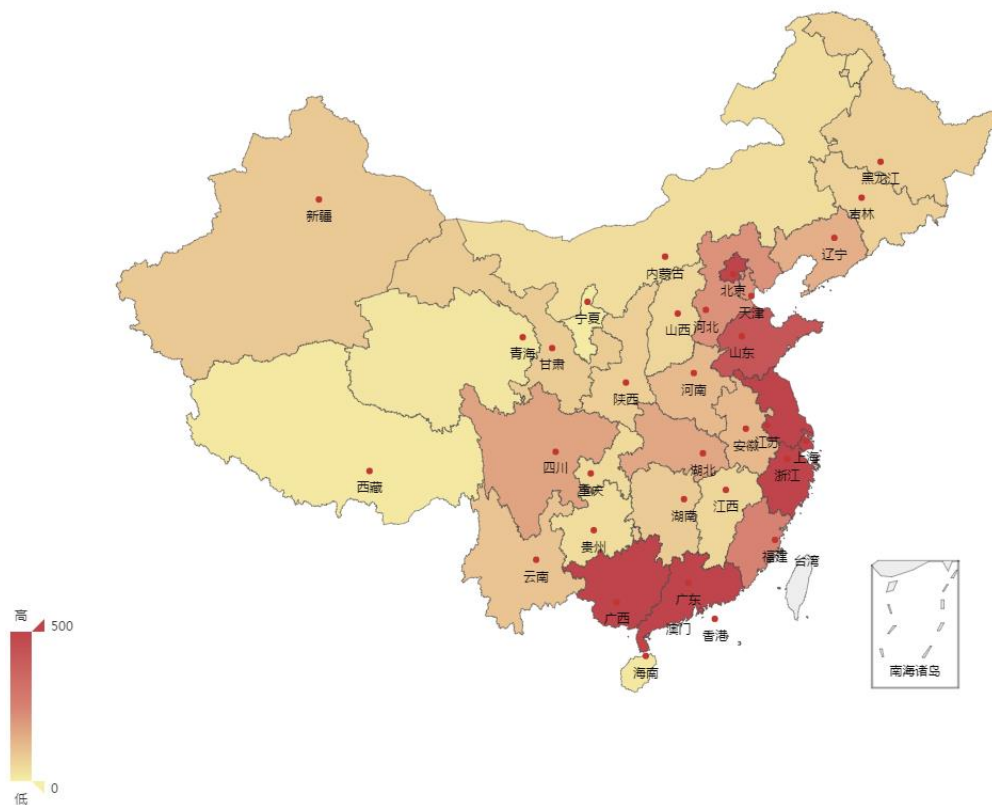 黑龙江
新疆
吉林
辽宁
内蒙古
北京
天津
宁夏
山西
河北
青海
甘肃
山东
河南
陕西
安徽
江苏
上海
四川
湖北
浙江
西藏
重庆
江西
湖南
贵州
福建
台湾
云南
广东
广西
澳门
香港
海南
南海诸岛
高
500
0
低